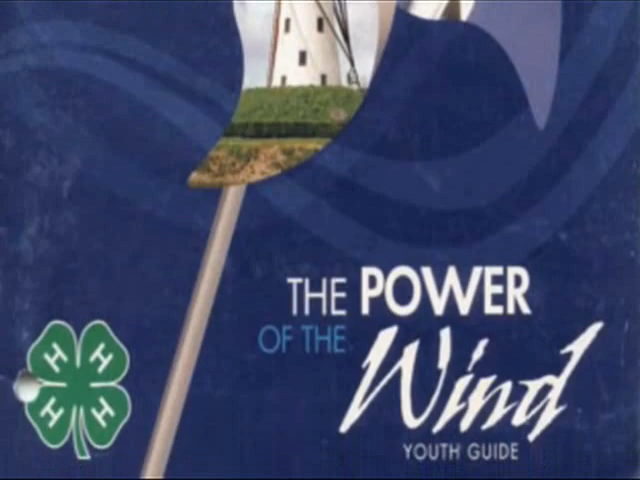 THE POWER
OF THE
Wind
YOUTH GUIDE
H H
H H